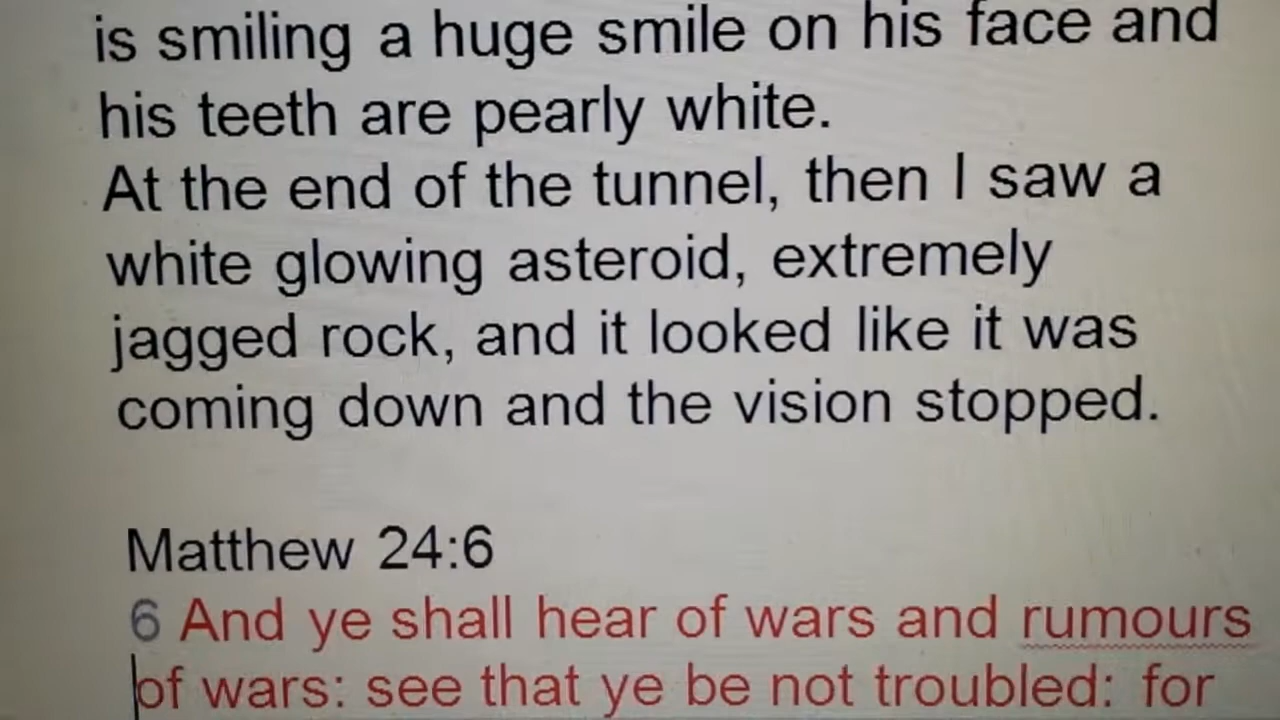 is smiling a huge smile on his face and
his teeth are pearly white.
At the end of the tunnel, then I saw a
white glowing asteroid, extremely
jagged rock, and it looked like it was
coming down and the vision stopped.
Matthew 24:6
6 And ye shall hear of wars and rumours
of wars: see that ye be not troubled: for